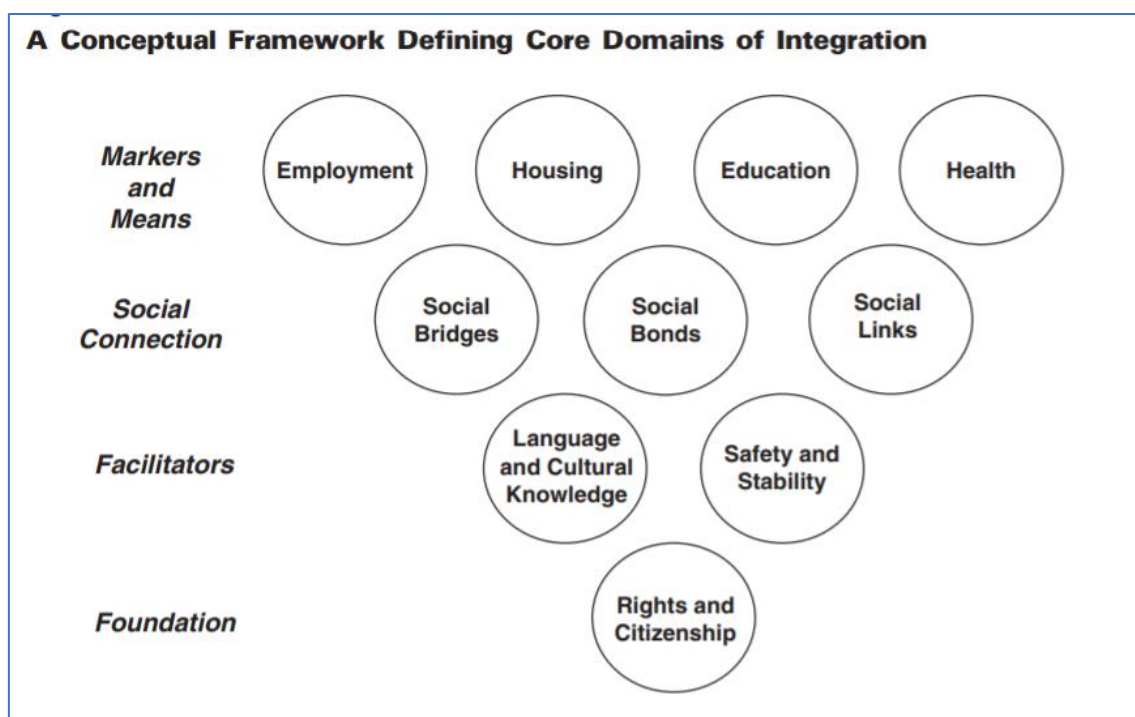 A Conceptual Framework Defining Core Domains of Integration
Markers
and
Means
Employment
Housing
Education
Health
Social
Connection
Social
Bridges
Social
Bonds
Social
Links
Facilitators
Language
and Cultural
Knowledge
Safety and
Stability
Foundation
Rights and
Citizenship